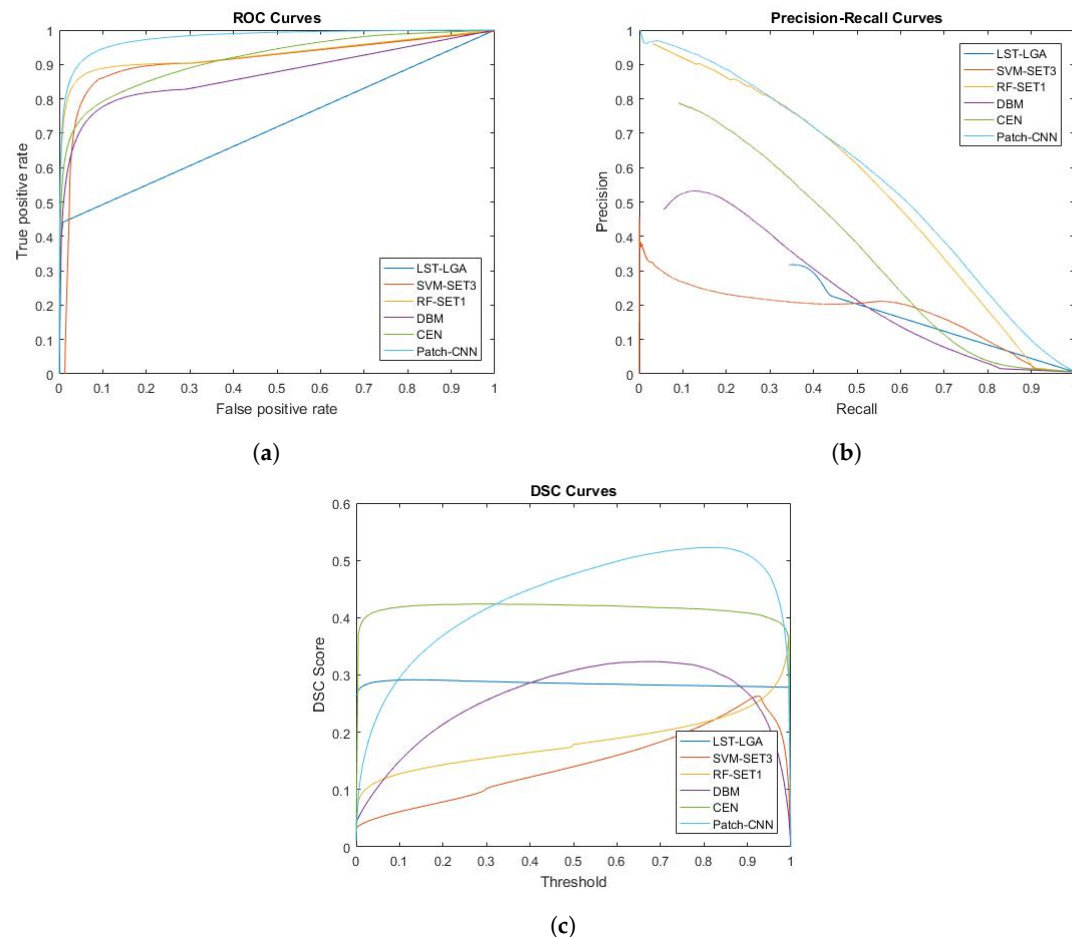 ROC Curves
1
0.9
0.8
0.7
0.6
0.5
0.4
0.3
0.2
0.1
0
True positive rate
LST-LGA
SVM-SET3
RF-SET1
DBM
CEN
Patch-CNN
0 0.1 0.2 0.3 0.4 0.5 0.6 0.7 0.8 0.9 1
False positive rate
(a)
Precision-Recall Curves
1
0.9
0.8
0.7
0.6
0.5
0.4
0.3
0.2
0.1
0
Precision
LST-LGA
SVM-SET3
RF-SET1
DBM
CEN
Patch-CNN
0 0.1 0.2 0.3 0.4 0.5 0.6 0.7 0.8 0.9
Recall
(b)
DSC Curves
0.6
0.5
0.4
0.3
0.2
0.1
0
DSC Score
LST-LGA
SVM-SET3
RF-SET1
DBM
CEN
Patch-CNN
0 0.1 0.2 0.3 0.4 0.5 0.6 0.7 0.8 0.9 1
Threshold
(c)